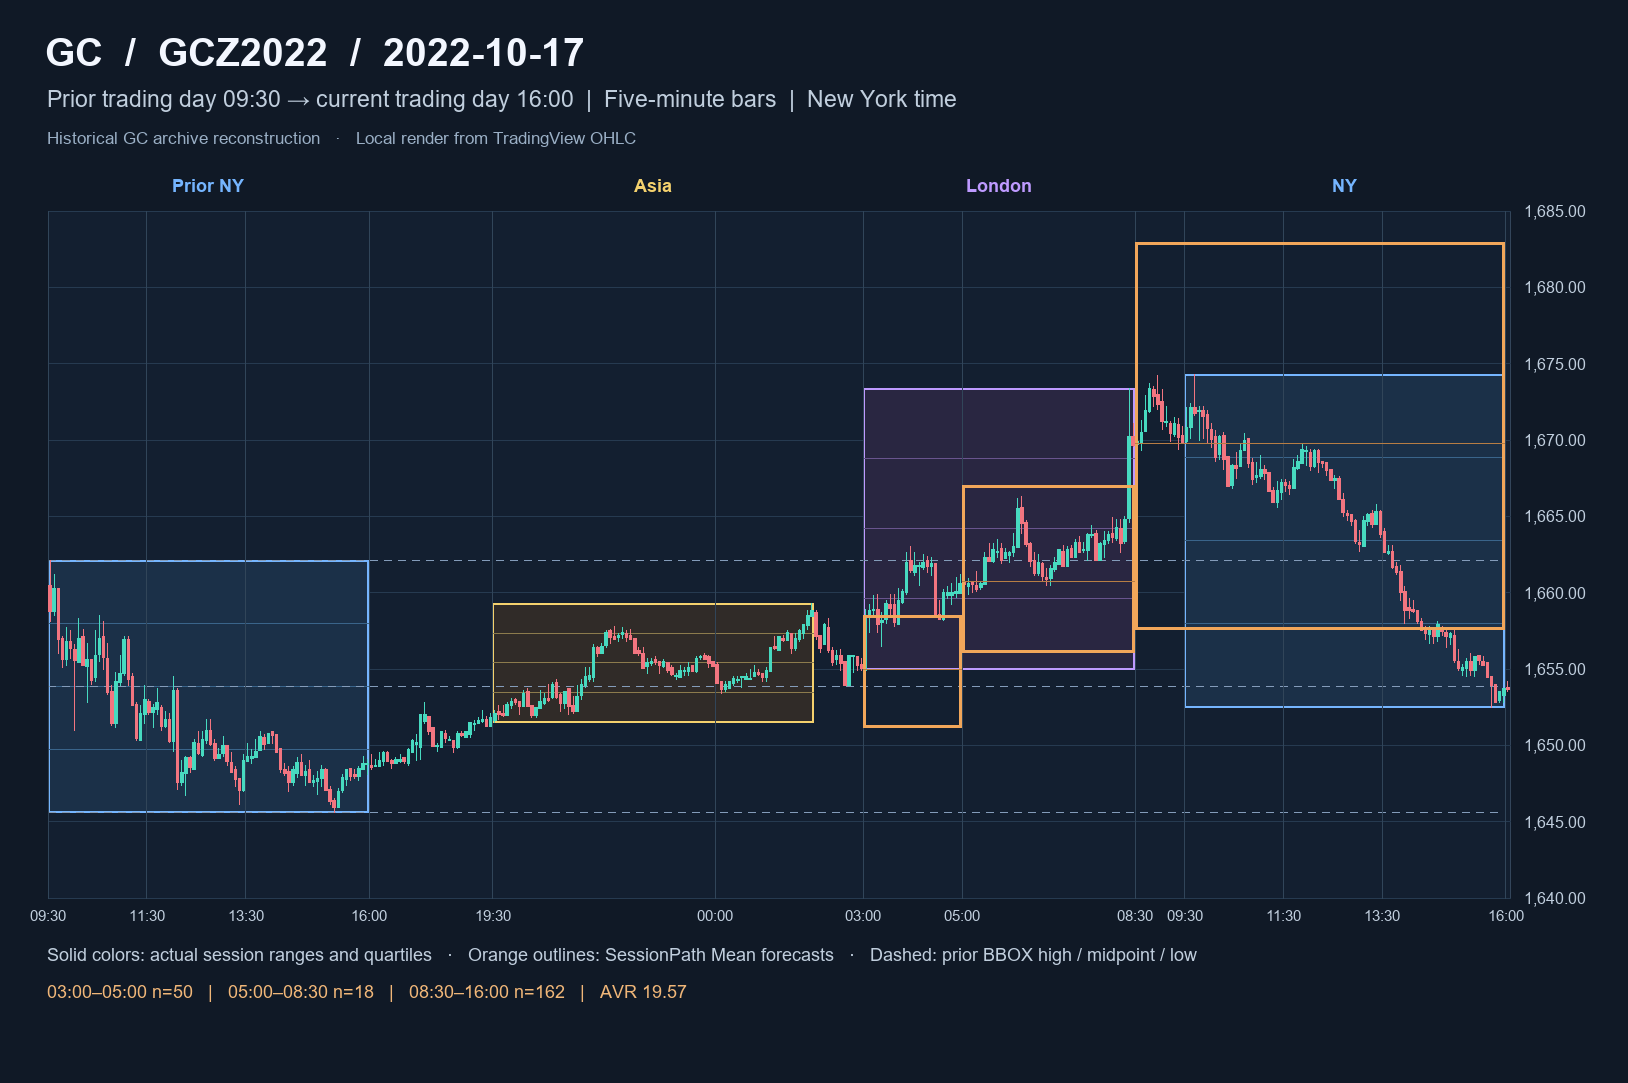 GC / GCZ2022 / 2022-10-17
Prior trading day 09:30 → current trading day 16:00 | Five-minute bars | New York time
Historical GC archive reconstruction · Local render from TradingView OHLC
Prior NY Asia London NY
1,685.00
1,680.00
1,675.00
1,670.00
1,665.00
1,660.00
1,655.00
1,650.00
1,645.00
1,640.00
09:30 11:30 13:30 16:00 19:30 00:00 03:00 05:00 08:30 09:30 11:30 13:30 16:00
Solid colors: actual session ranges and quartiles · Orange outlines: SessionPath Mean forecasts · Dashed: prior BBOX high / midpoint / low
03:00–05:00 n=50 | 05:00–08:30 n=18 | 08:30–16:00 n=162 | AVR 19.57